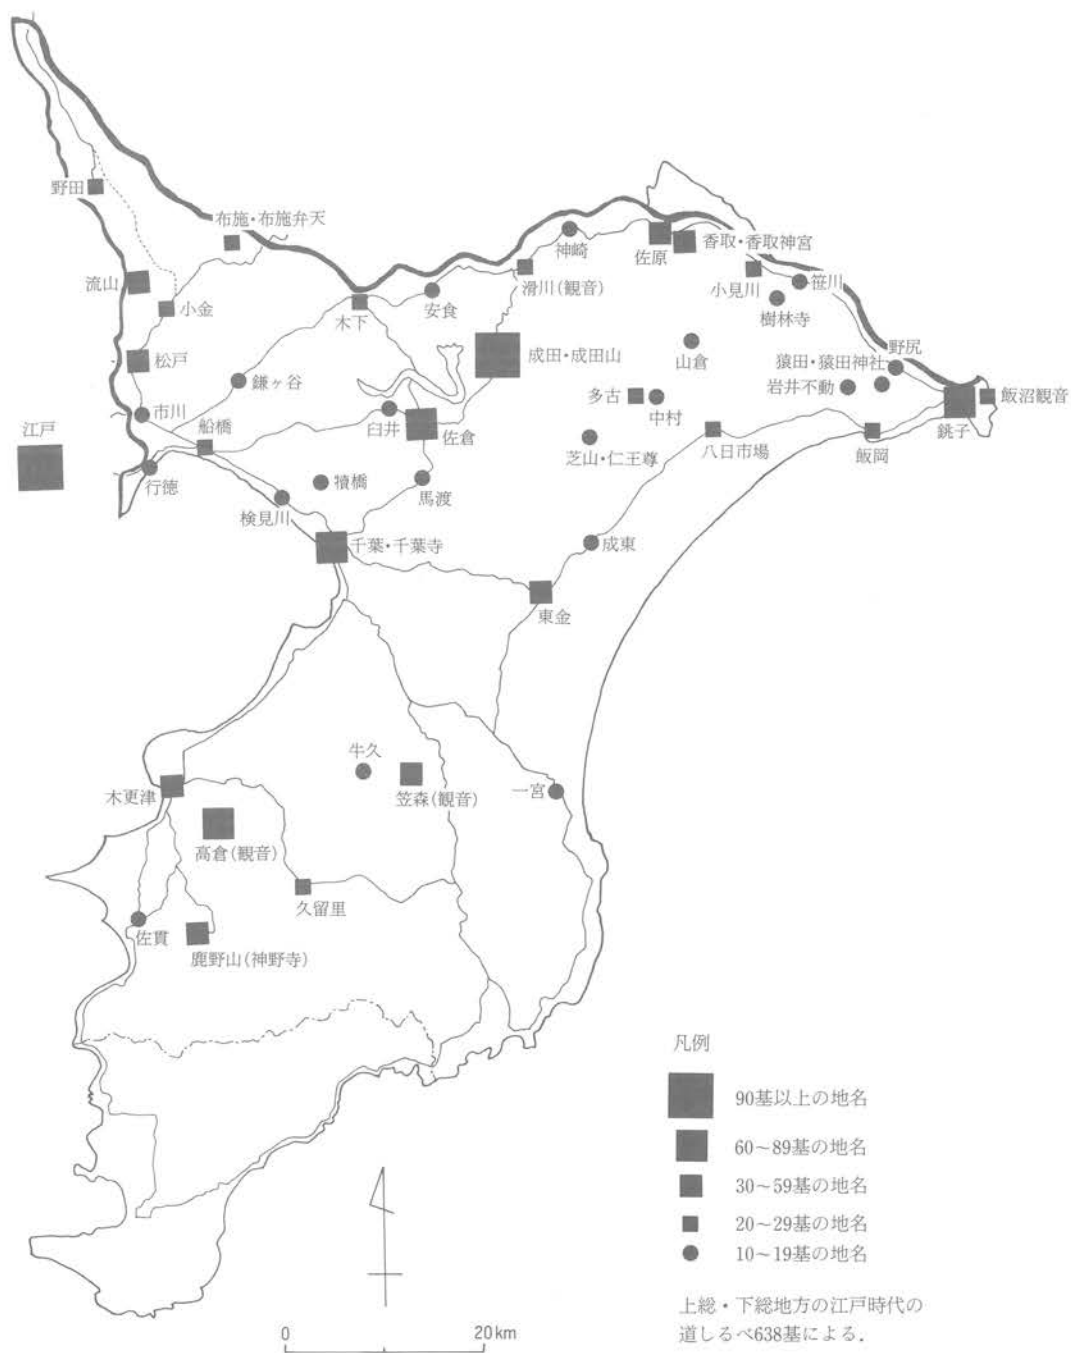 野田
布施・布施弁天
流山
小金
松戸
市川
江戸
行徳
船橋
鎌ヶ谷
木下
安食
滑川(観音)
神崎
佐原
香取・香取神宮
小見川
笹川
樹林寺
成田・成田山
山倉
猿田・猿田神社
野尻
岩井不動
飯沼観音
銚子
多古
中村
臼井
佐倉
芝山・仁王尊
八日市場
飯岡
犢橋
馬渡
検見川
千葉・千葉寺
成東
東金
牛久
笠森(観音)
一宮
木更津
高倉(観音)
久留里
佐貫
鹿野山(神野寺)
凡例
90基以上の地名
60~89基の地名
30~59基の地名
20~29基の地名
10~19基の地名
上総・下総地方の江戸時代の
道しるべ638基による.
0 20km